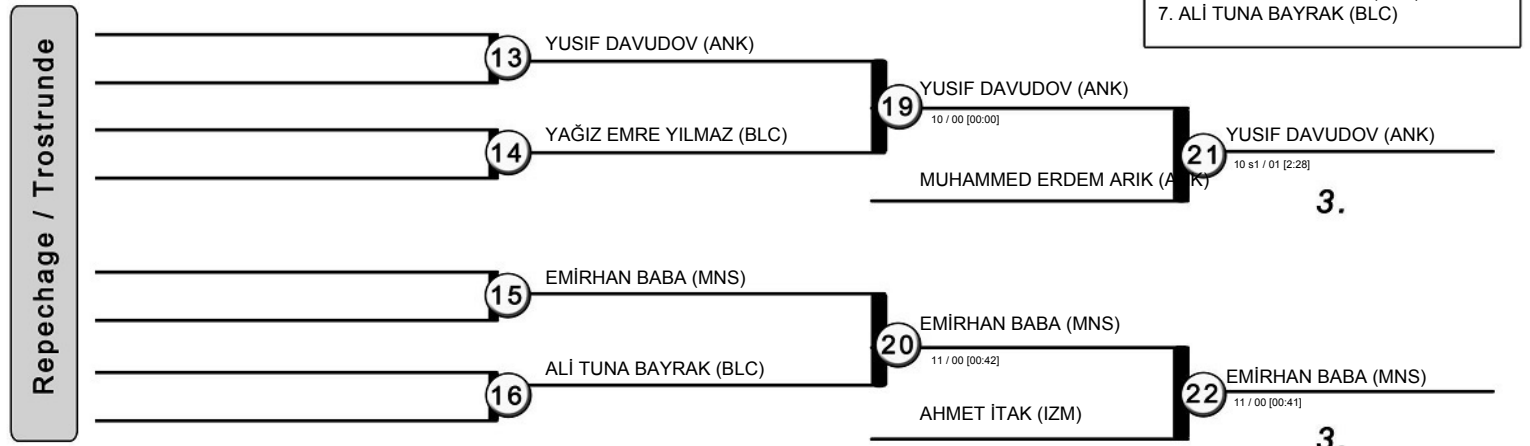 7. ALİ TUNA BAYRAK (BLC)
Repechage / Trostrunde
13
YUSIF DAVUDOV (ANK)
19
YUSIF DAVUDOV (ANK)
10 / 00 [00:00]
14
YAĞIZ EMRE YILMAZ (BLC)
21
YUSIF DAVUDOV (ANK)
10 s1 / 01 [2:28]
MUHAMMED ERDEM ARIK
3.
15
EMİRHAN BABA (MNS)
20
EMİRHAN BABA (MNS)
11 / 00 [00:42]
16
ALİ TUNA BAYRAK (BLC)
22
EMİRHAN BABA (MNS)
11 / 00 [00:41]
AHMET İTAK (IZM)
3.